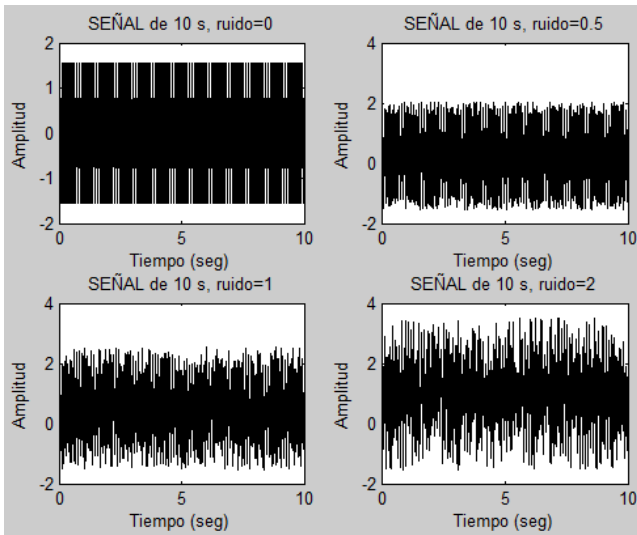 SEÑAL de 10 s, ruido=0
2
1
0
-1
-2
Amplitud
0
5
10
Tiempo (seg)
SEÑAL de 10 s, ruido=0.5
4
2
0
-2
Amplitud
0
5
10
Tiempo (seg)
SEÑAL de 10 s, ruido=1
4
2
0
-2
Amplitud
0
5
10
Tiempo (seg)
SEÑAL de 10 s, ruido=2
4
2
0
-2
Amplitud
0
5
10
Tiempo (seg)